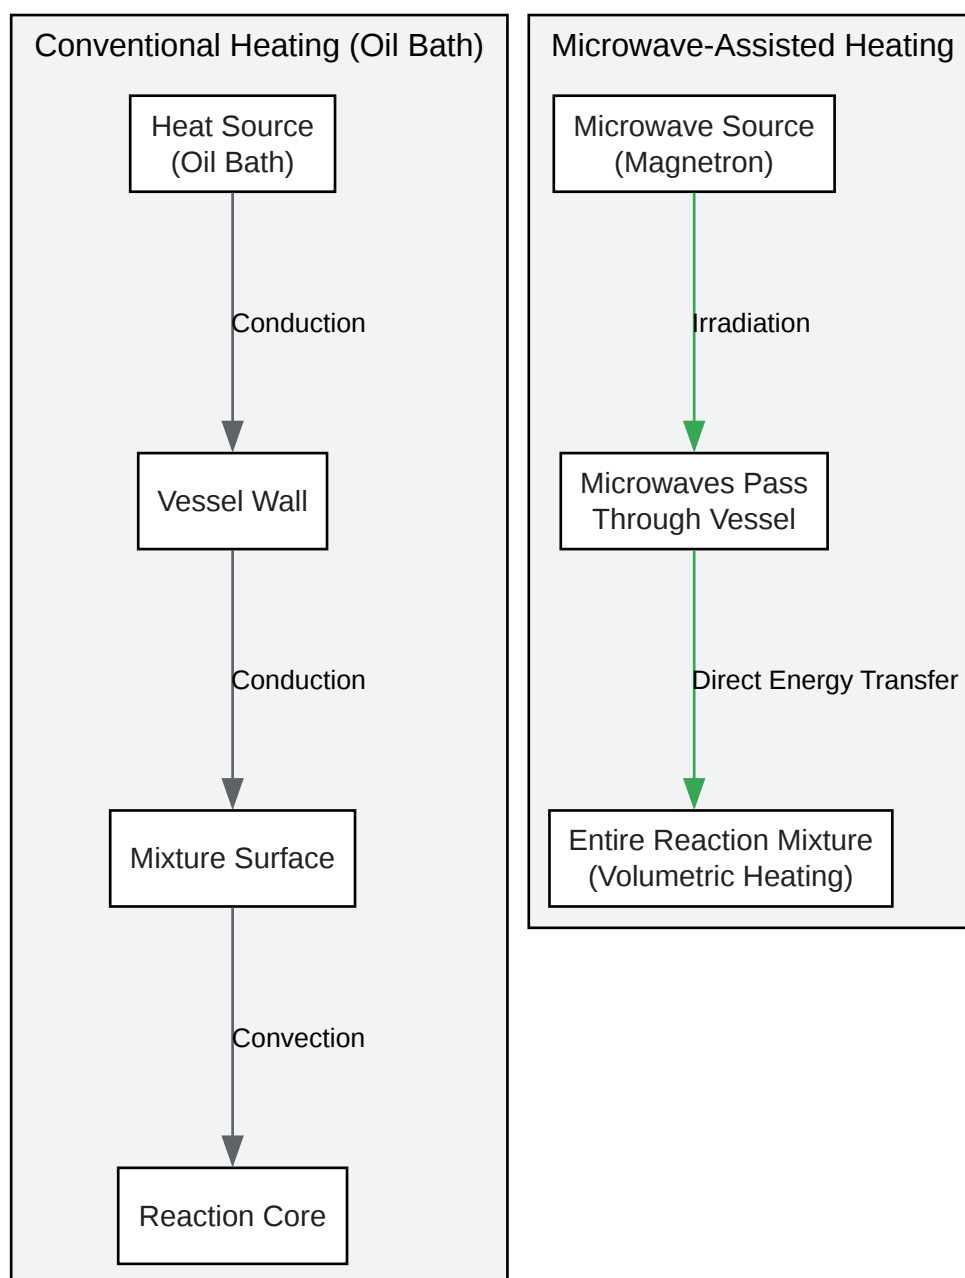 Conventional Heating (Oil Bath)
Heat Source
(Oil Bath)
Conduction
Vessel Wall
Conduction
Mixture Surface
Convection
Reaction Core
Microwave-Assisted Heating
Microwave Source
(Magnetron)
Irradiation
Microwaves Pass
Through Vessel
Direct Energy Transfer
Entire Reaction Mixture
(Volumetric Heating)